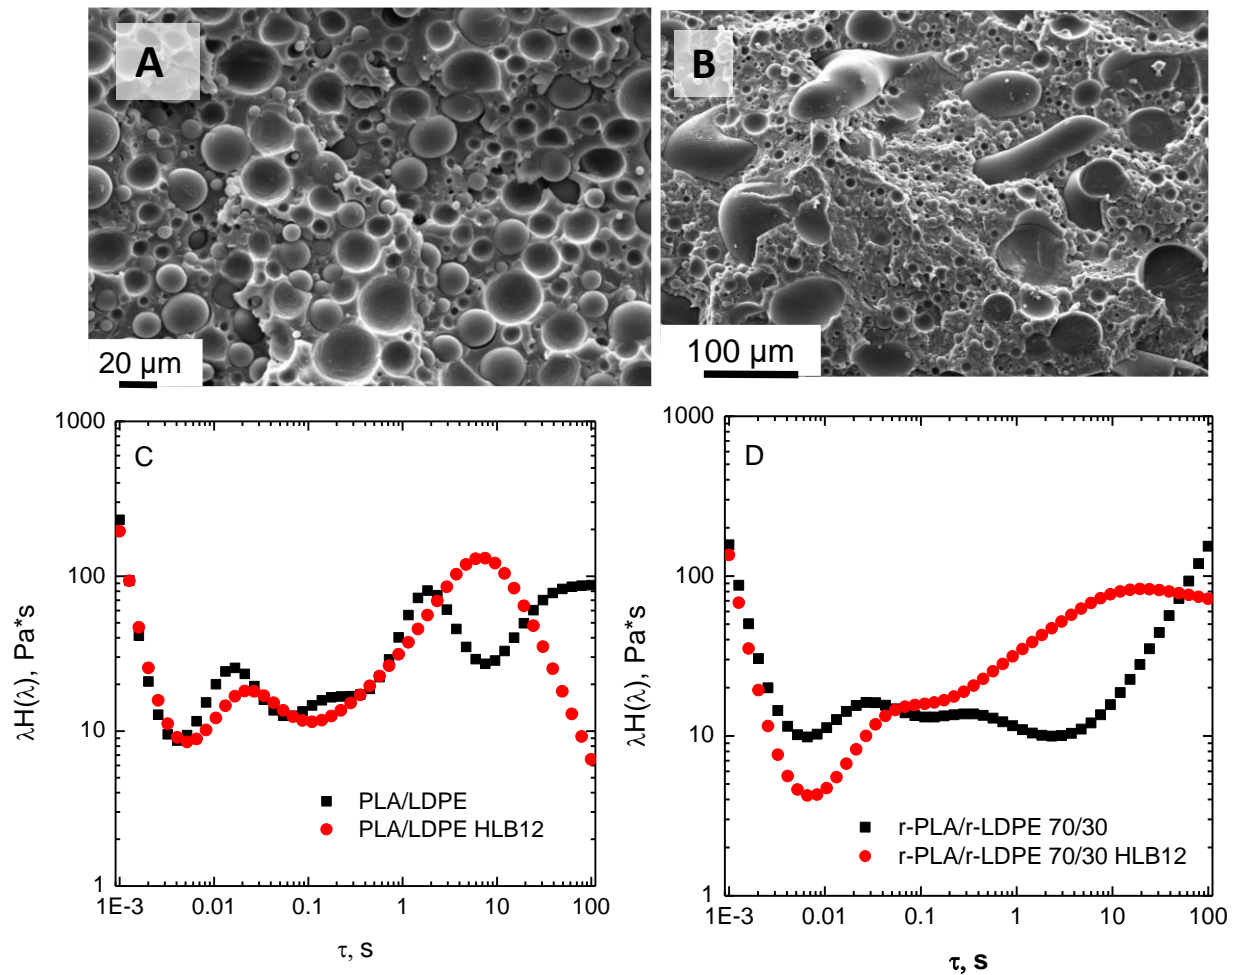 A
B
20 µm
100 µm
1000
100
10
1
λH(λ), Pa*s
C
PLA/LDPE
PLA/LDPE HLB12
1E-3 0.01 0.1 1 10 100
τ, s
1000
100
10
1
λH(λ), Pa*s
D
r-PLA/r-LDPE 70/30
r-PLA/r-LDPE 70/30 HLB12
1E-3 0.01 0.1 1 10 100
τ, s